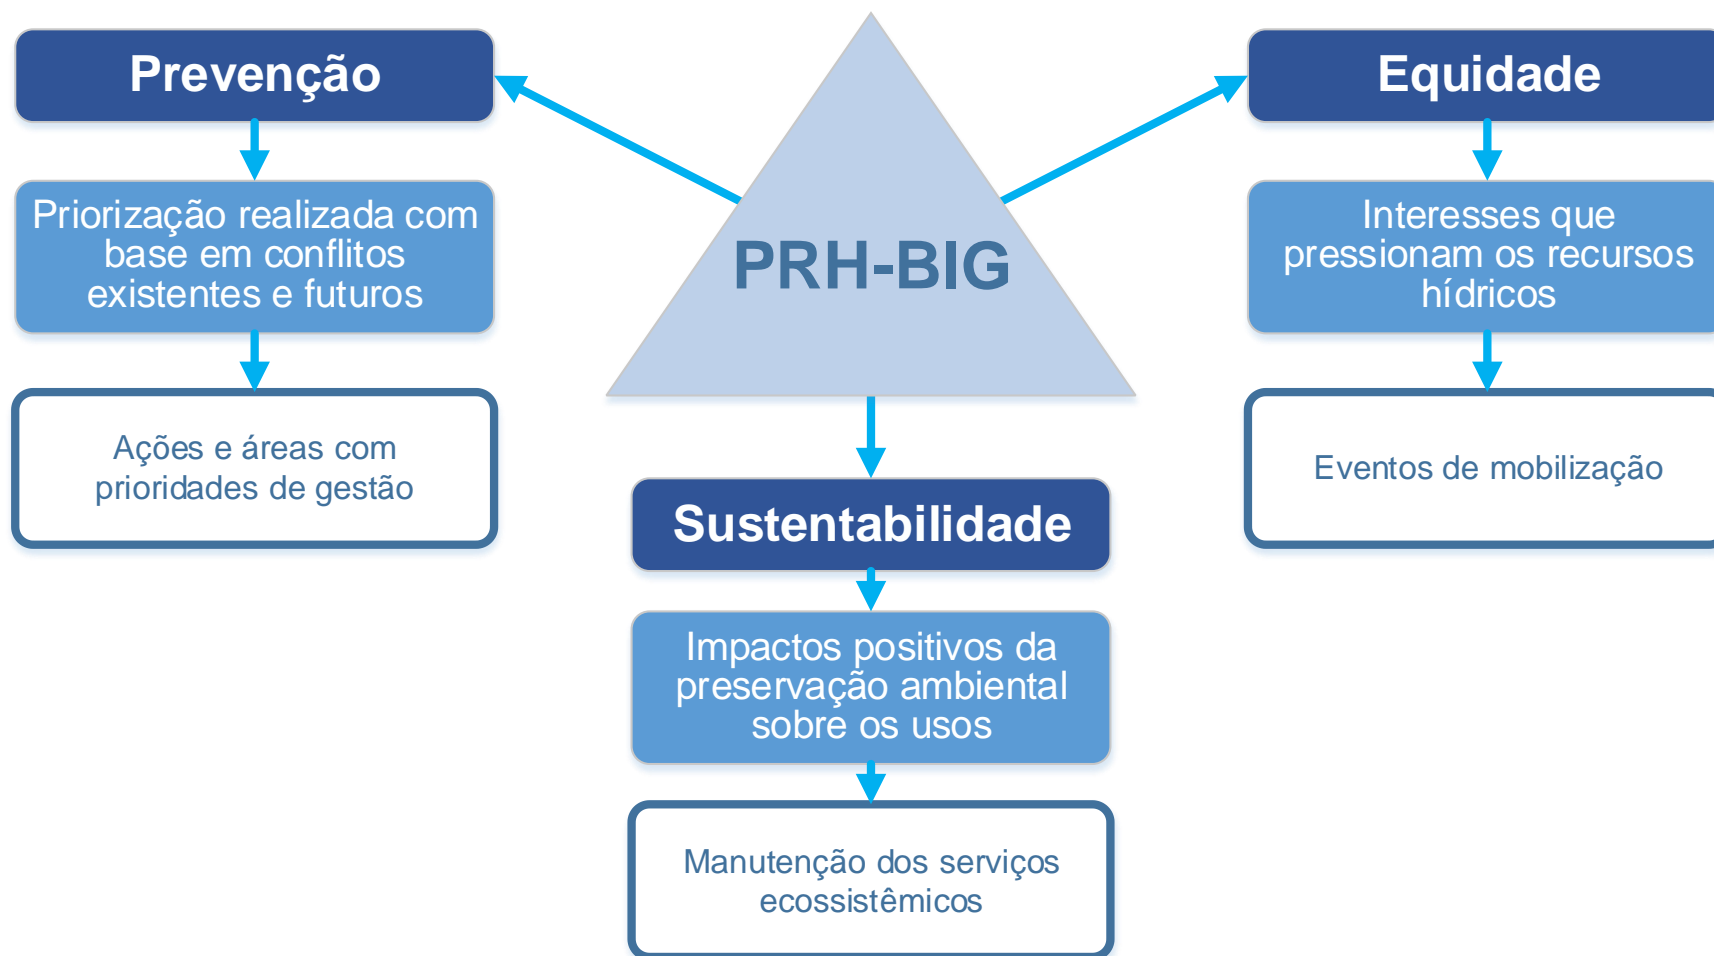 Prevenção
Priorização realizada com
base em conflitos
existentes e futuros
Ações e áreas com
prioridades de gestão
PRH-BIG
Sustentabilidade
Impactos positivos da
preservação ambiental
sobre os usos
Manutenção dos serviços
ecossistêmicos
Equidade
Interesses que
pressionam os recursos
hídricos
Eventos de mobilização